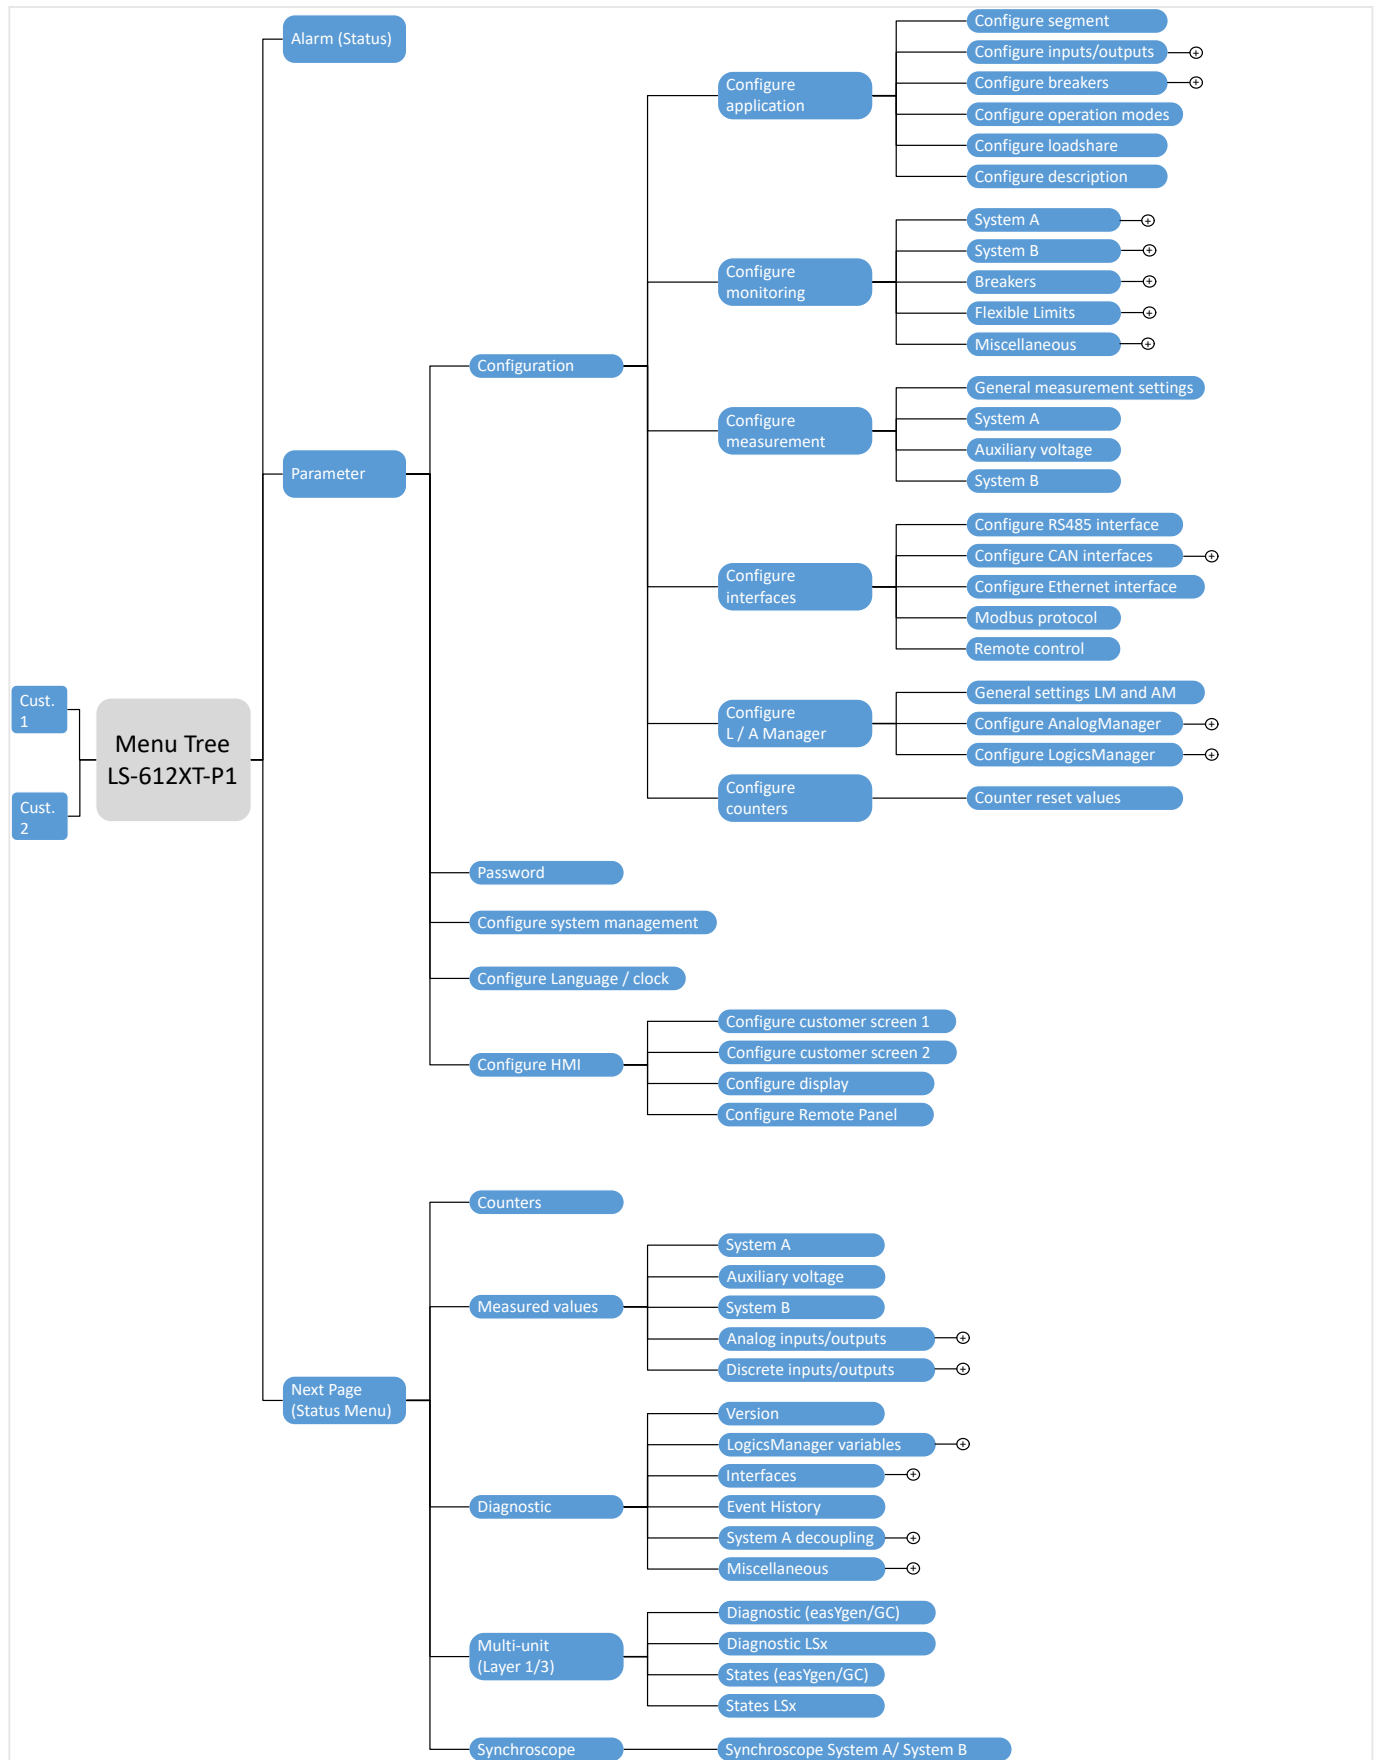 Cust.
1
Cust.
2
Menu Tree
LS-612XT-P1
Alarm (Status)
Parameter
Configuration
Configure
application
Configure segment
Configure inputs/outputs
Configure breakers
Configure operation modes
Configure loadshare
Configure description
Configure
monitoring
System A
System B
Breakers
Flexible Limits
Miscellaneous
Configure
measurement
General measurement settings
System A
Auxiliary voltage
System B
Configure
interfaces
Configure RS485 interface
Configure CAN interfaces
Configure Ethernet interface
Modbus protocol
Remote control
Configure
L / A Manager
General settings LM and AM
Configure AnalogManager
Configure LogicsManager
Configure
counters
Counter reset values
Password
Configure system management
Configure Language / clock
Configure HMI
Configure customer screen 1
Configure customer screen 2
Configure display
Configure Remote Panel
Next Page
(Status Menu)
Counters
Measured values
System A
Auxiliary voltage
System B
Analog inputs/outputs
Discrete inputs/outputs
Diagnostic
Version
LogicsManager variables
Interfaces
Event History
System A decoupling
Miscellaneous
Multi-unit
(Layer 1/3)
Diagnostic (easYgen/GC)
Diagnostic LSx
States (easYgen/GC)
States LSx
Synchroscope
Synchroscope System A/ System B